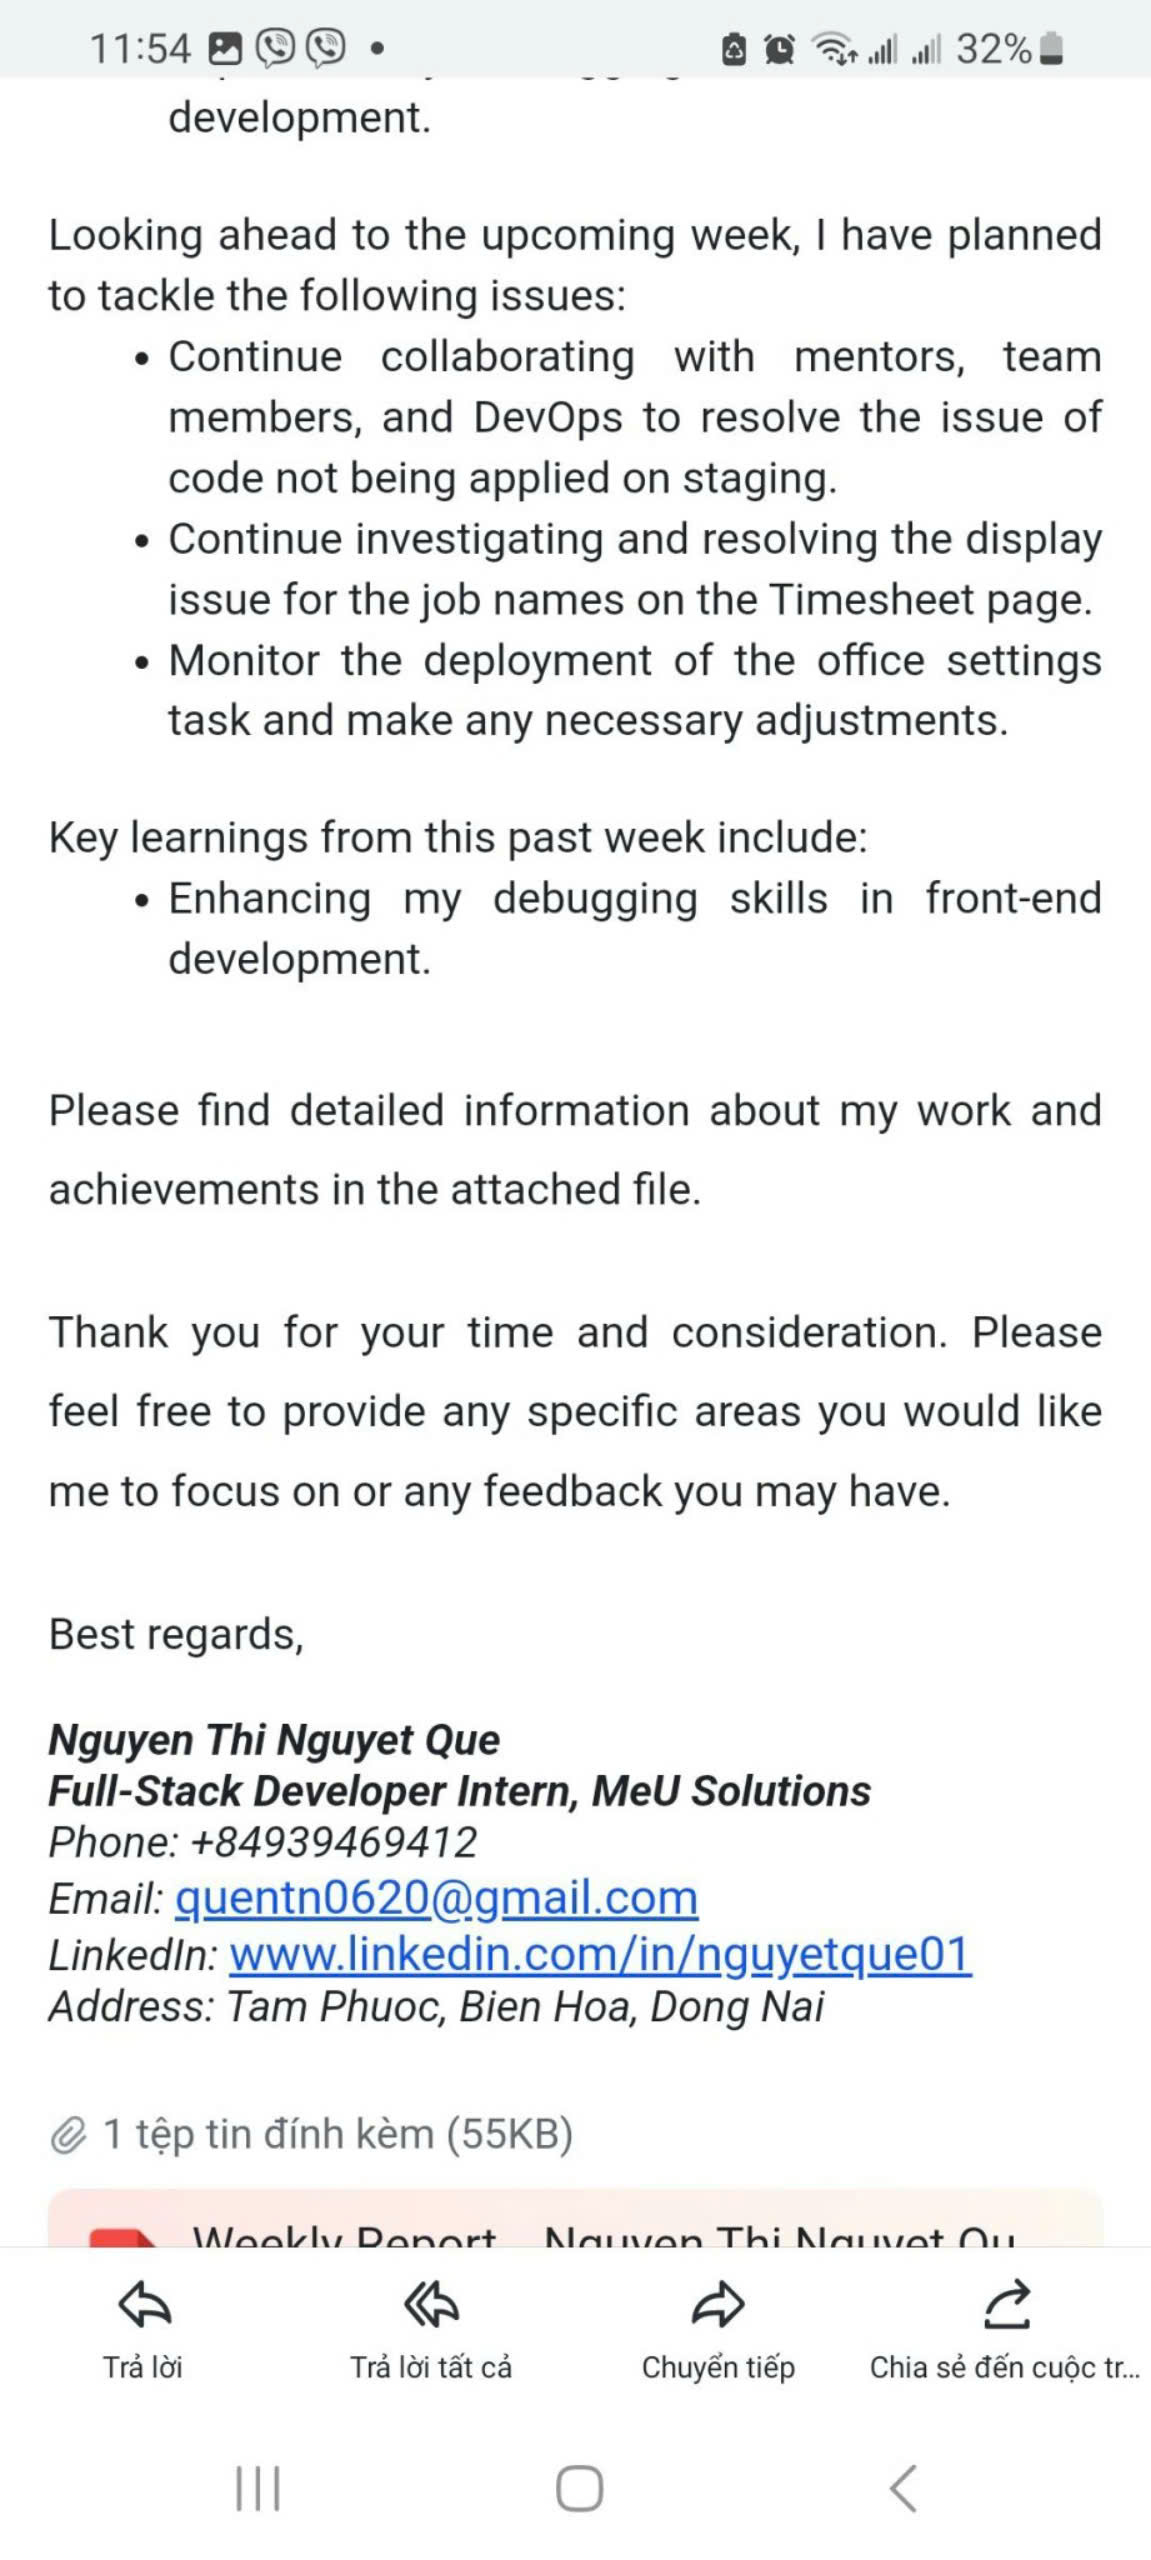 11:54
32%
development.
Looking ahead to the upcoming week, I have planned
to tackle the following issues:
• Continue collaborating with mentors, team
members, and DevOps to resolve the issue of
code not being applied on staging.
• Continue investigating and resolving the display
issue for the job names on the Timesheet page.
• Monitor the deployment of the office settings
task and make any necessary adjustments.
Key learnings from this past week include:
• Enhancing my debugging skills in front-end
development.
Please find detailed information about my work and
achievements in the attached file.
Thank you for your time and consideration. Please
feel free to provide any specific areas you would like
me to focus on or any feedback you may have.
Best regards,
Nguyen Thi Nguyet Que
Full-Stack Developer Intern, MeU Solutions
Phone: +84939469412
Email: quentn0620@gmail.com
LinkedIn: www.linkedin.com/in/nguyetque01
Address: Tam Phuoc, Bien Hoa, Dong Nai
1 tệp tin đính kèm (55KB)
Weekly Report Nguyen Thi Nguyet Qu
Trả lời
Trả lời tất cả
Chuyển tiếp
Chia sẻ đến cuộc tr...